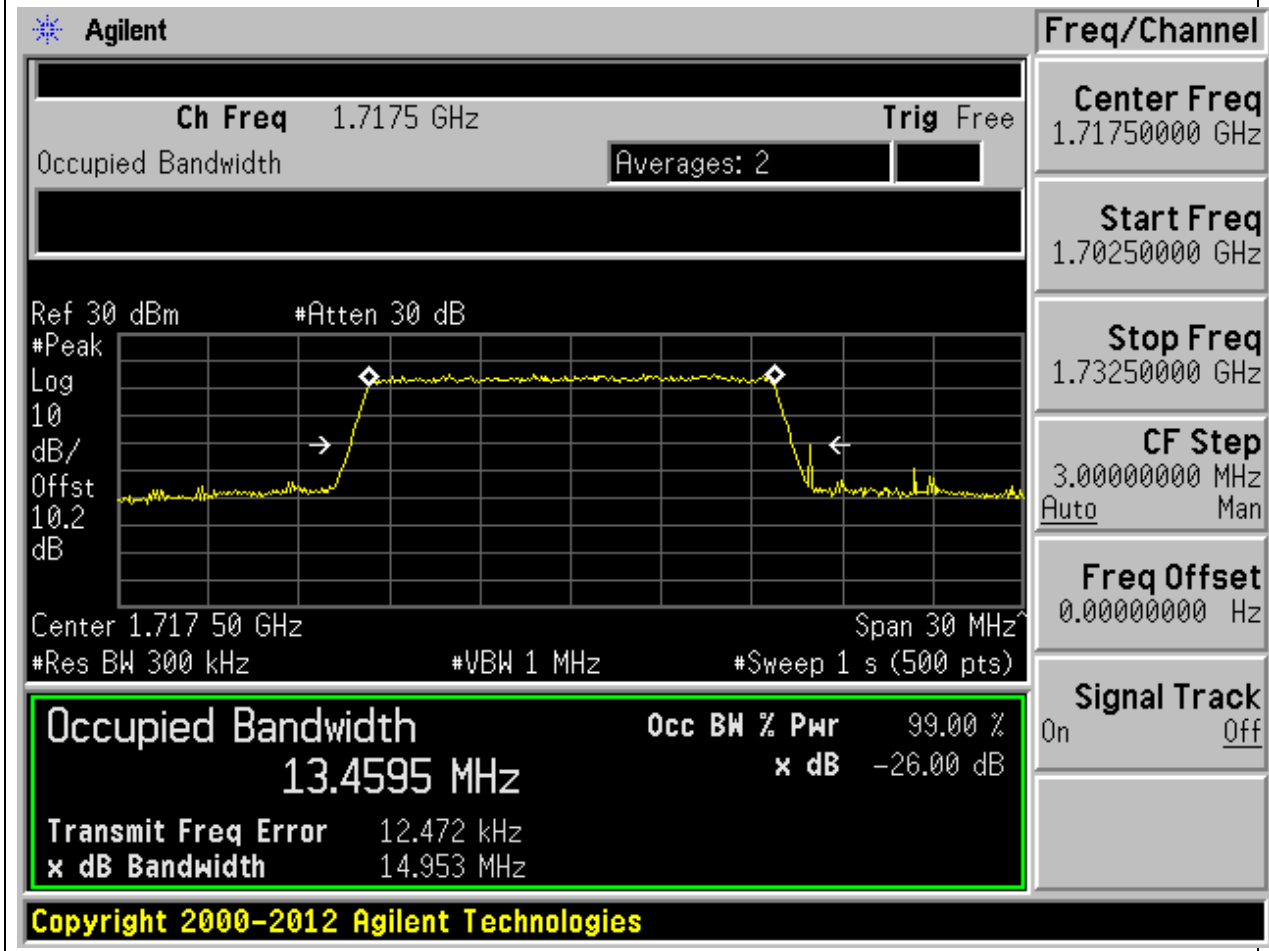 Agilent
Freq/Channel
Ch Freq 1.7175 GHz Trig Free
Occupied Bandwidth Averages: 2
Center Freq
1.71750000 GHz
Start Freq
1.70250000 GHz
Stop Freq
1.73250000 GHz
CF Step
3.00000000 MHz
Auto Man
Freq Offset
0.00000000 Hz
Signal Track
On Off
Ref 30 dBm #Atten 30 dB
#Peak
Log
10
dB/
Offst
10.2
dB
Center 1.717 50 GHz Span 30 MHz^
#Res BW 300 kHz #VBW 1 MHz #Sweep 1 s (500 pts)
Occupied Bandwidth Occ BW % Pwr 99.00 %
13.4595 MHz x dB -26.00 dB
Transmit Freq Error 12.472 kHz
x dB Bandwidth 14.953 MHz
Copyright 2000-2012 Agilent Technologies